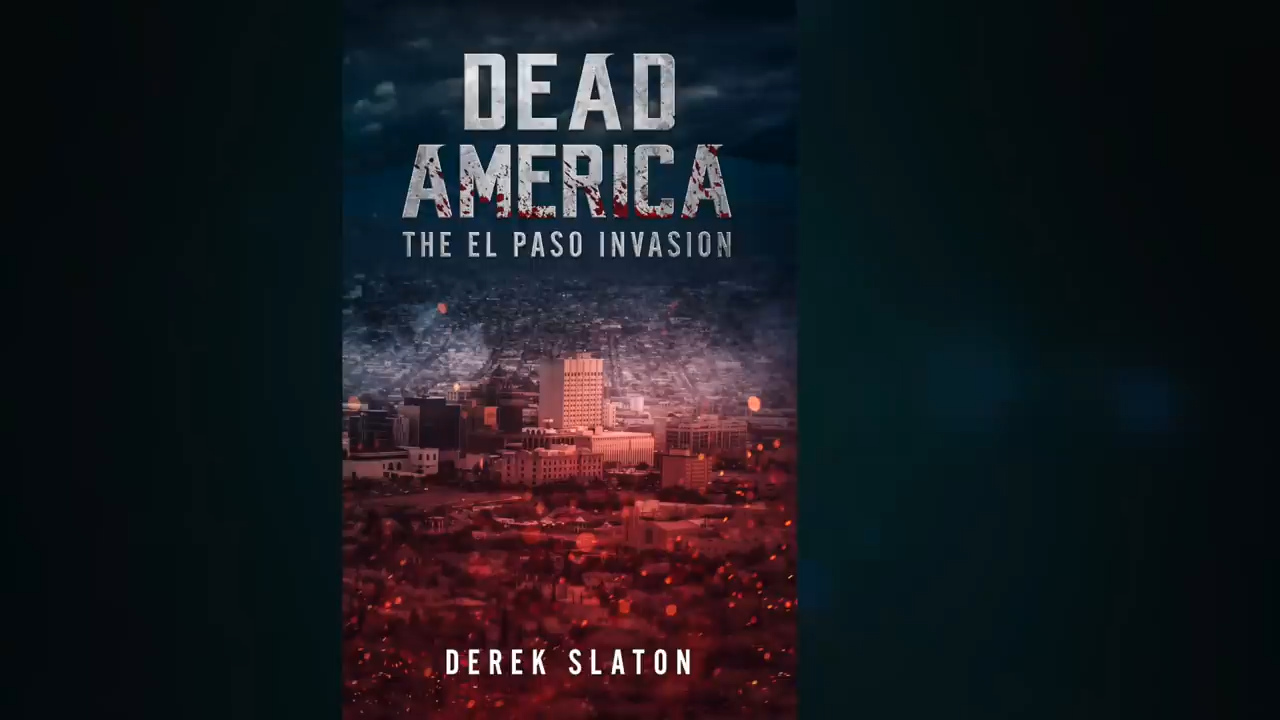 DEAD
AMERICA
THE EL PASO INVASION
DEREK SLATON